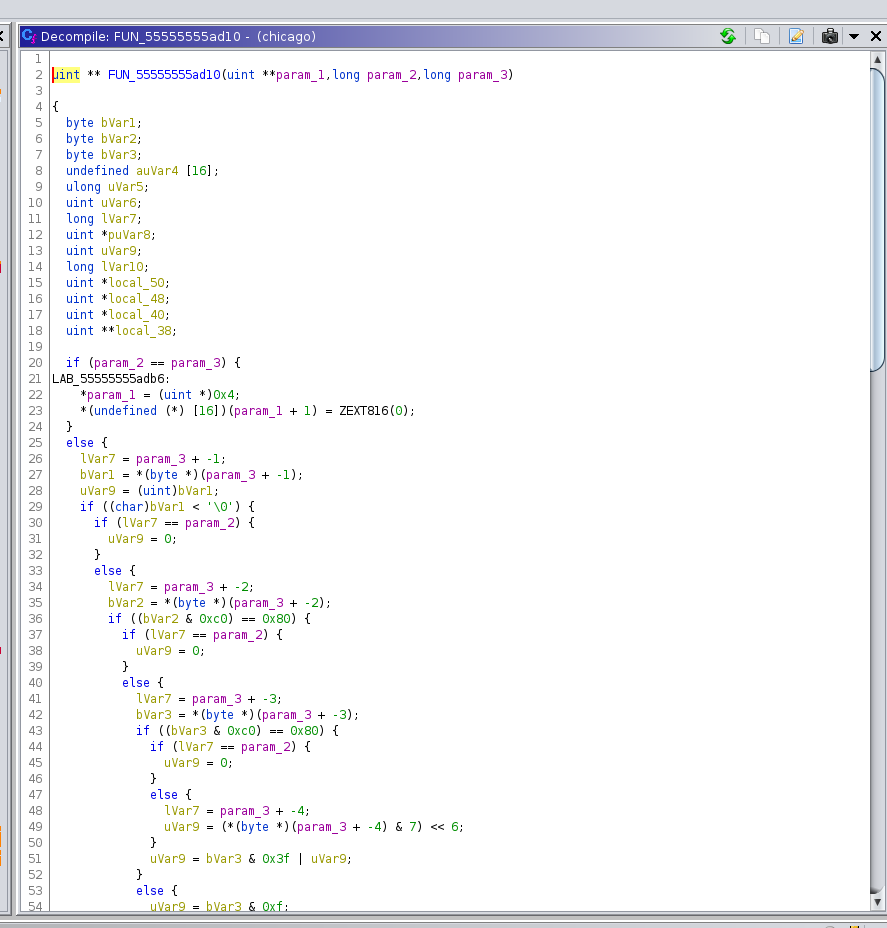 Decompile: FUN_55555555ad10 - (chicago)
1
2 uint ** FUN_55555555ad10(uint **param_1,long param_2,long param_3)
3
4 {
5 byte bVar1;
6 byte bVar2;
7 byte bVar3;
8 undefined auVar4 [16];
9 ulong uVar5;
10 uint uVar6;
11 long lVar7;
12 uint *puVar8;
13 uint uVar9;
14 long lVar10;
15 uint *local_50;
16 uint *local_48;
17 uint *local_40;
18 uint **local_38;
19
20 if (param_2 == param_3) {
21 LAB_55555555adb6:
22 *param_1 = (uint *)0x4;
23 *(undefined (*) [16])(param_1 + 1) = ZEXT816(0);
24 }
25 else {
26 lVar7 = param_3 + -1;
27 bVar1 = *(byte *)(param_3 + -1);
28 uVar9 = (uint)bVar1;
29 if ((char)bVar1 < '\0') {
30 if (lVar7 == param_2) {
31 uVar9 = 0;
32 }
33 else {
34 lVar7 = param_3 + -2;
35 bVar2 = *(byte *)(param_3 + -2);
36 if ((bVar2 & 0xc0) == 0x80) {
37 if (lVar7 == param_2) {
38 uVar9 = 0;
39 }
40 else {
41 lVar7 = param_3 + -3;
42 bVar3 = *(byte *)(param_3 + -3);
43 if ((bVar3 & 0xc0) == 0x80) {
44 if (lVar7 == param_2) {
45 uVar9 = 0;
46 }
47 else {
48 lVar7 = param_3 + -4;
49 uVar9 = (*(byte *)(param_3 + -4) & 7) << 6;
50 }
51 uVar9 = bVar3 & 0x3f | uVar9;
52 }
53 else {
54 uVar9 = bVar3 & 0xf;